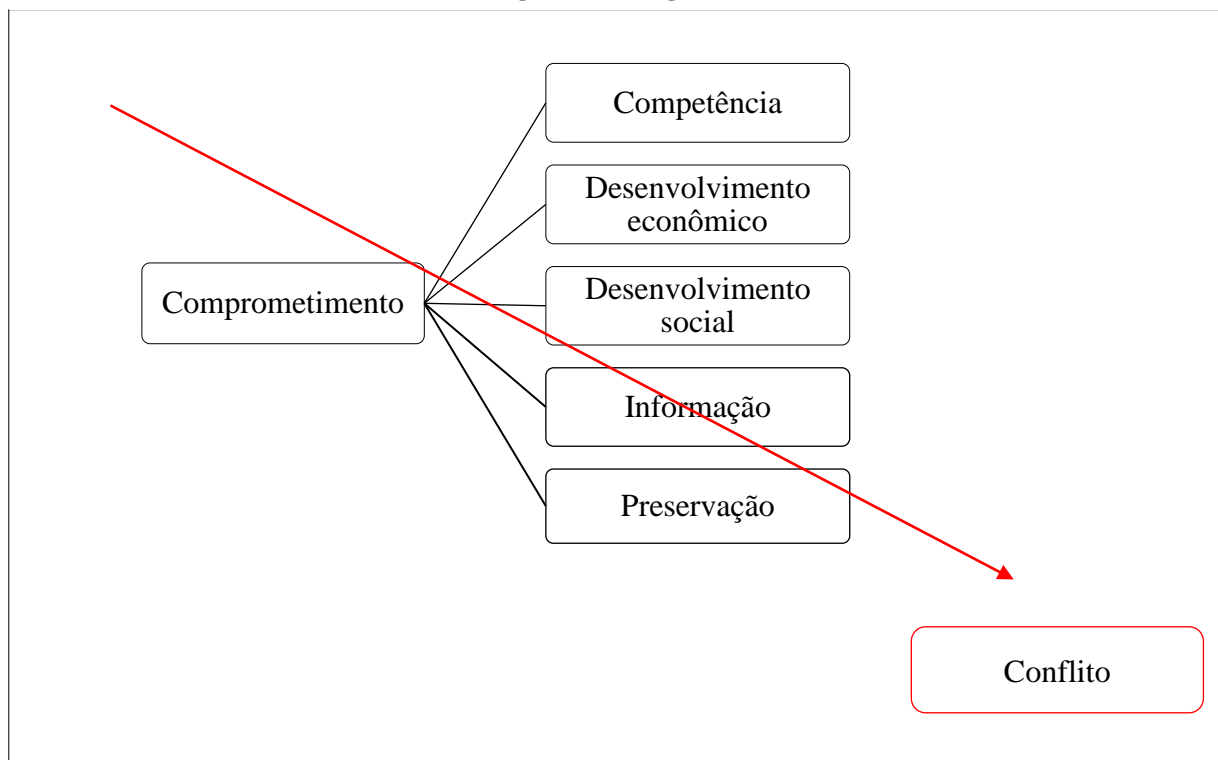 Competência
Desenvolvimento
econômico
Comprometimento
Desenvolvimento
social
Informação
Preservação
Conflito